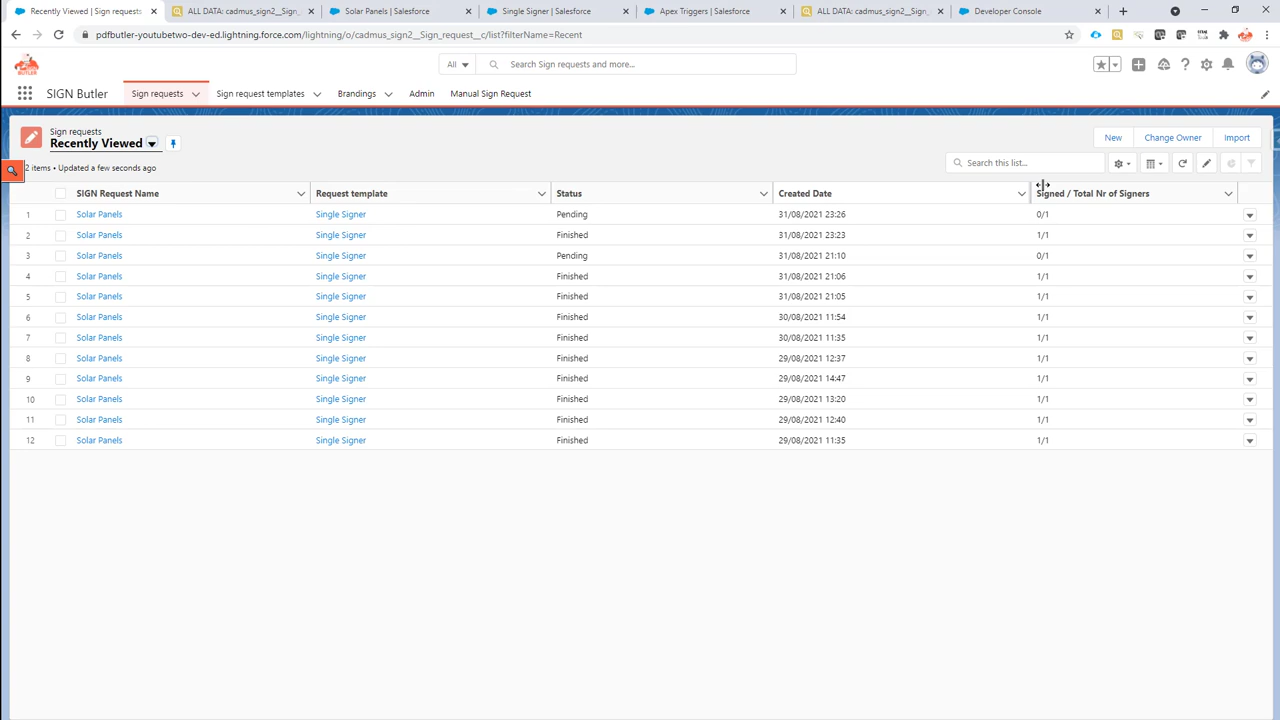 Recently Viewed | Sign requests
ALL DATA: cadmus_sign2__Sign_
Solar Panels | Salesforce
Single Signer | Salesforce
Apex Triggers | Salesforce
ALL DATA: cadmus_sign2__Sign_
Developer Console
pdfbutler-youtubetwo-dev-ed.lightning.force.com/lightning/o/cadmus_sign2__Sign_request__c/list?filterName=Recent
All
Search Sign requests and more...
SIGN Butler
Sign requests
Sign request templates
Brandings
Admin
Manual Sign Request
Sign requests
Recently Viewed
New
Change Owner
Import
2 items • Updated a few seconds ago
Search this list...
SIGN Request Name
Request template
Status
Created Date
Signed / Total Nr of Signers
1 Solar Panels Single Signer Pending 31/08/2021 23:26 0/1
2 Solar Panels Single Signer Finished 31/08/2021 23:23 1/1
3 Solar Panels Single Signer Pending 31/08/2021 21:10 0/1
4 Solar Panels Single Signer Finished 31/08/2021 21:06 1/1
5 Solar Panels Single Signer Finished 31/08/2021 21:05 1/1
6 Solar Panels Single Signer Finished 30/08/2021 11:54 1/1
7 Solar Panels Single Signer Finished 30/08/2021 11:35 1/1
8 Solar Panels Single Signer Finished 29/08/2021 12:37 1/1
9 Solar Panels Single Signer Finished 29/08/2021 14:47 1/1
10 Solar Panels Single Signer Finished 29/08/2021 13:20 1/1
11 Solar Panels Single Signer Finished 29/08/2021 12:40 1/1
12 Solar Panels Single Signer Finished 29/08/2021 11:35 1/1